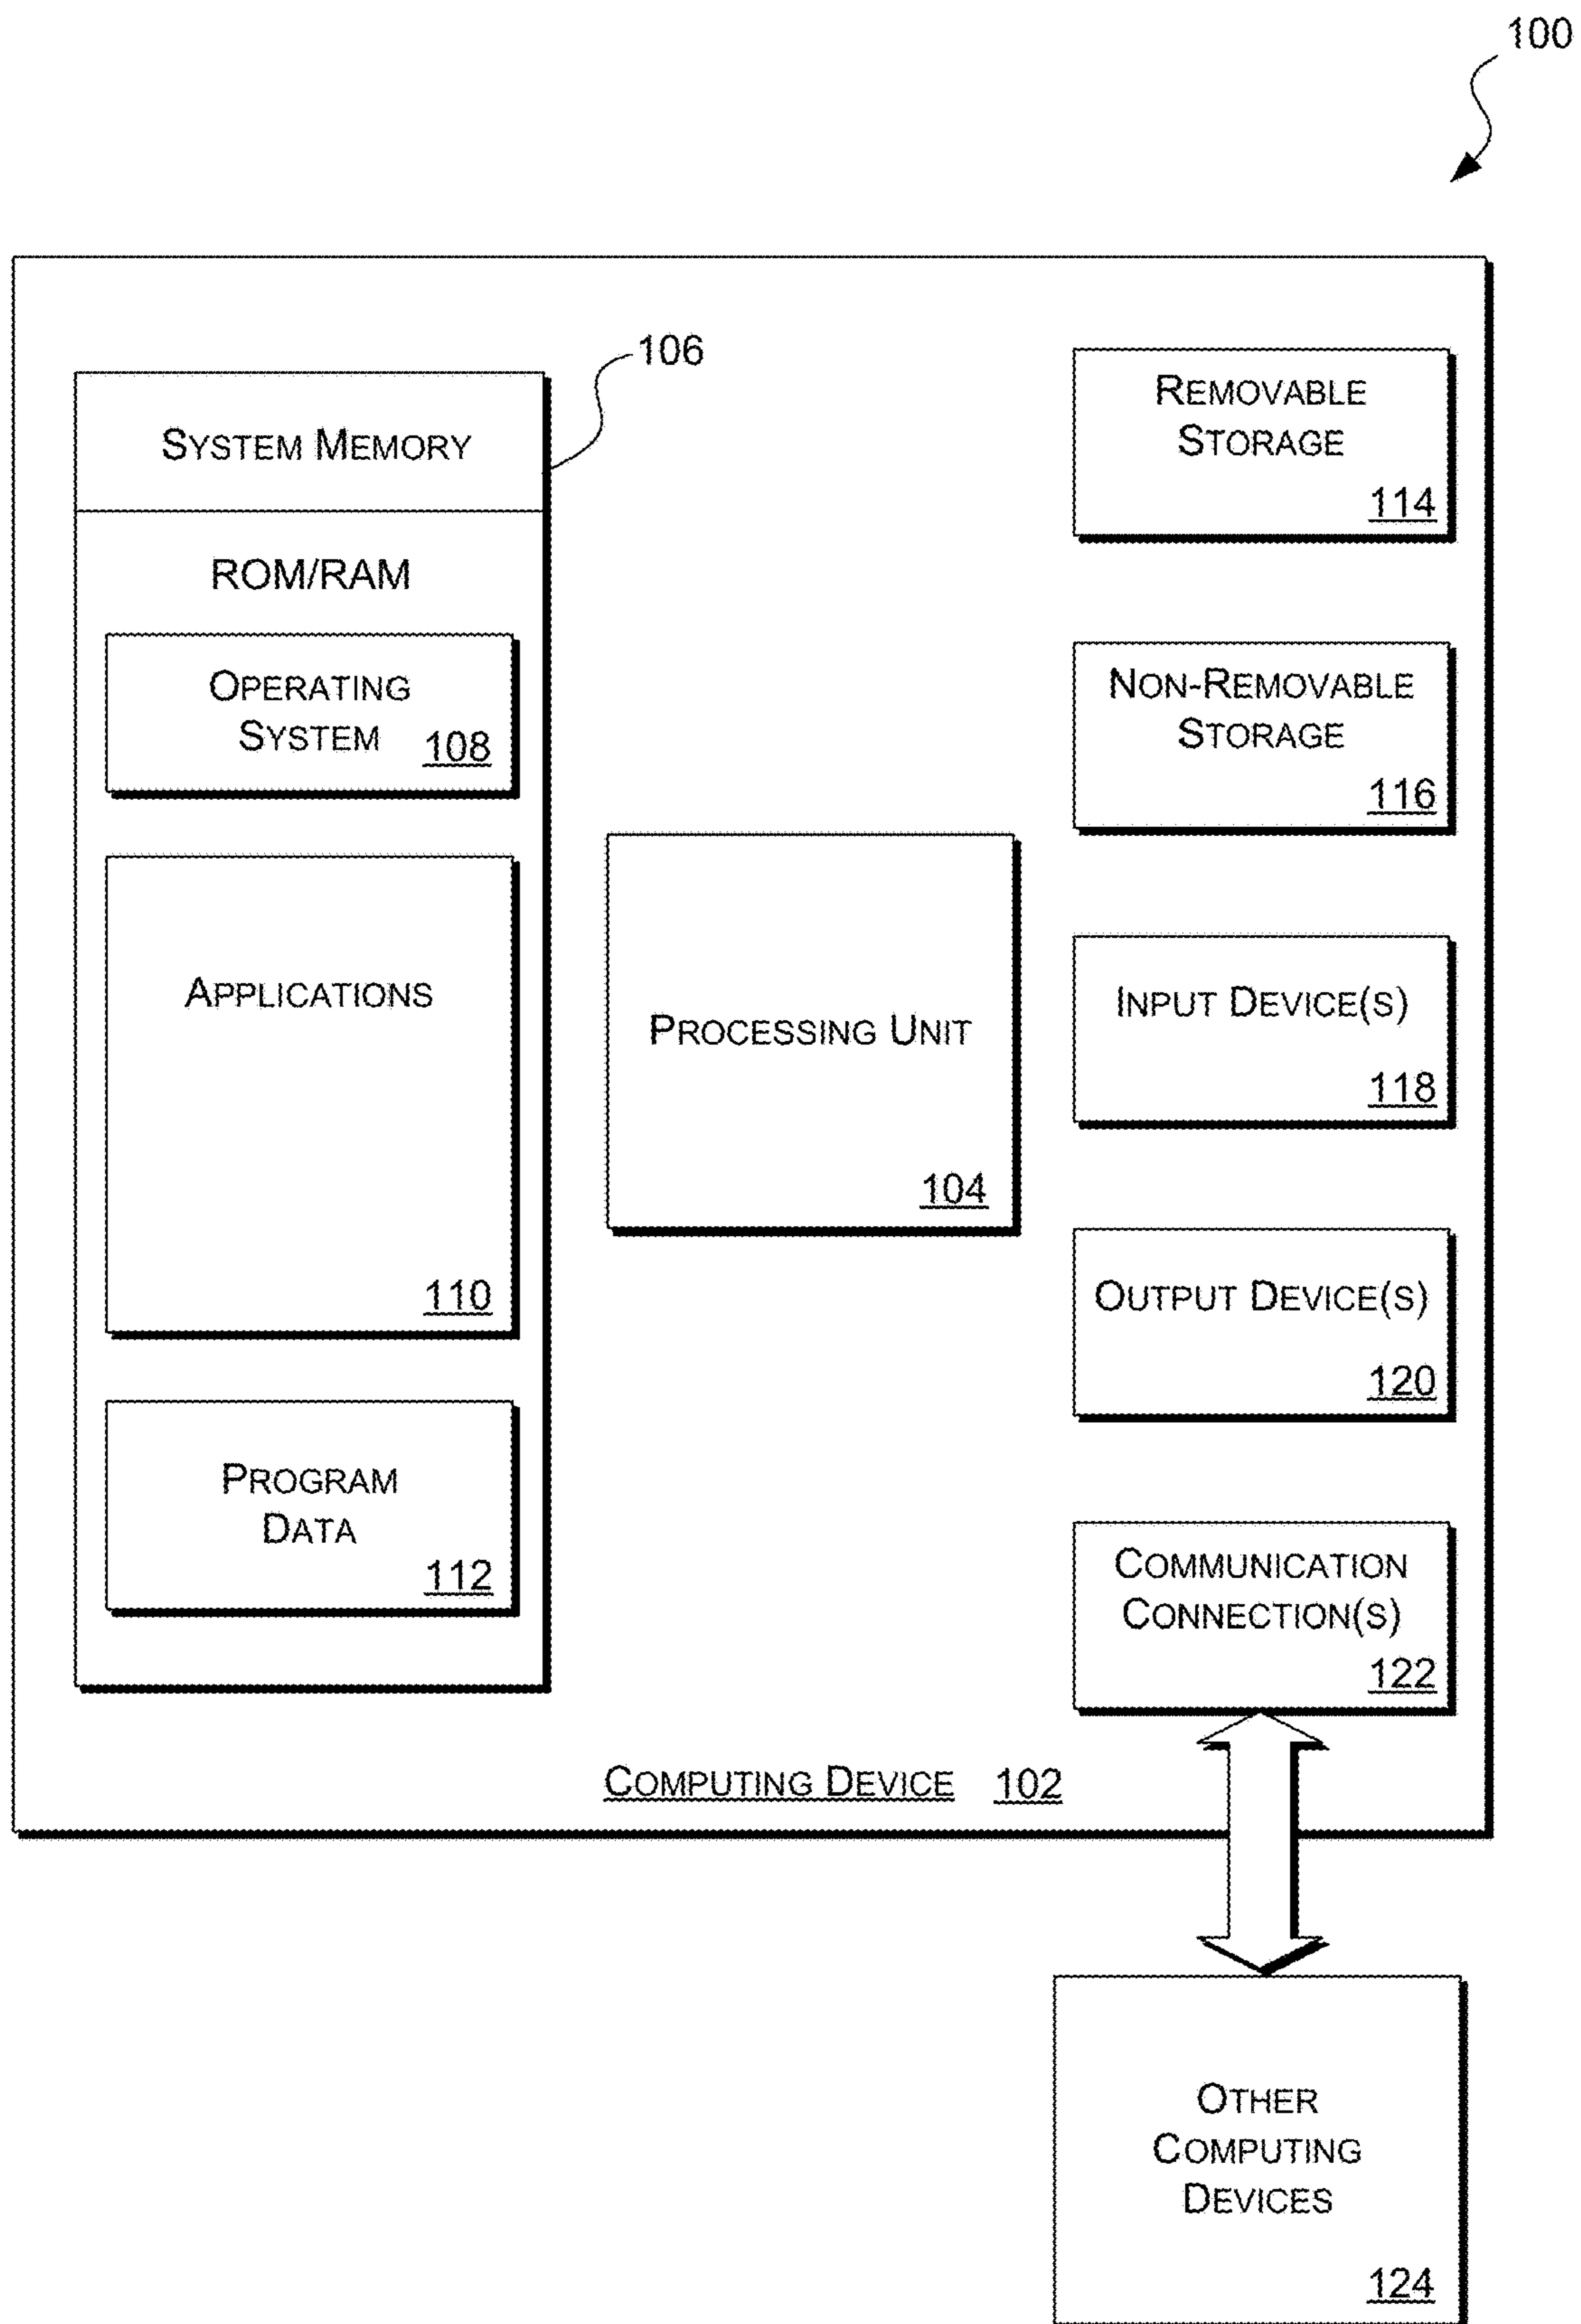 100
106
SYSTEM MEMORY
ROM/RAM
OPERATING
SYSTEM 108
APPLICATIONS
110
PROGRAM
DATA
112
PROCESSING UNIT
104
REMOVABLE
STORAGE
114
NON-REMOVABLE
STORAGE
116
INPUT DEVICE(S)
118
OUTPUT DEVICE(S)
120
COMMUNICATION
CONNECTION(S)
122
COMPUTING DEVICE 102
OTHER
COMPUTING
DEVICES
124